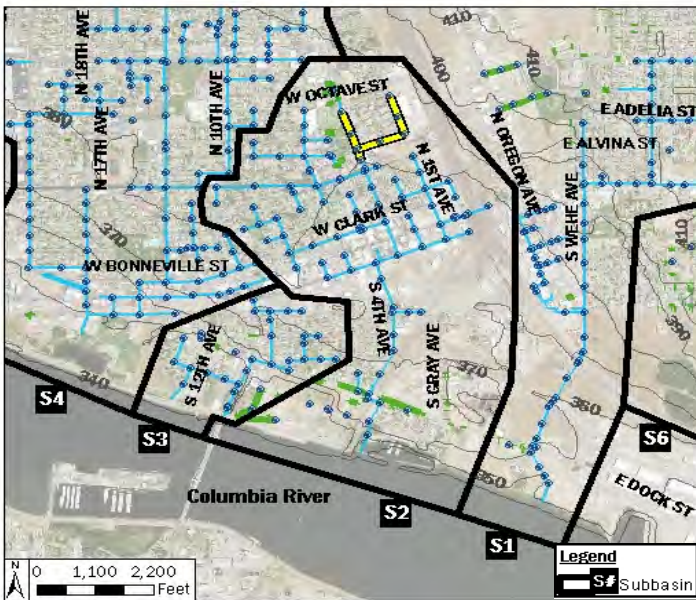 410
400
410
N 18TH AVE
N 10TH AVE
W OCTAVE ST
E ADELIA ST
380
N 17TH AVE
N 1ST AVE
N OREGON AVE
E ALVINA ST
W CLARK ST
S WEHE AVE
370
W BONNEVILLE ST
410
S 4TH AVE
390
S 12TH AVE
S GRAY AVE
370
340
380
S4
S3
S6
350
E DOCK ST
Columbia River
S2
S1
N
0 1,100 2,200
Feet
Legend
S# Subbasin